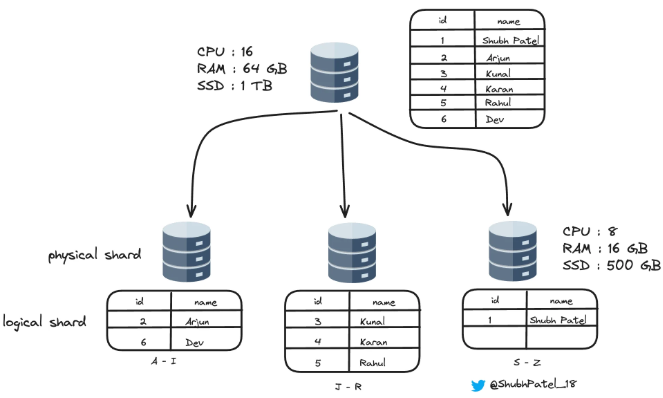 CPU : 16
RAM : 64 GB
SSD : 1 TB
id name
1 Shubh Patel
2 Arjun
3 Kunal
4 Karan
5 Rahul
6 Dev
physical shard
CPU : 8
RAM : 16 GB
SSD : 500 GB
logical shard
id name
2 Arjun
6 Dev
A - I
id name
3 Kunal
4 Karan
5 Rahul
J - R
id name
1 Shubh Patel
S - Z
@ShubhPatel_18